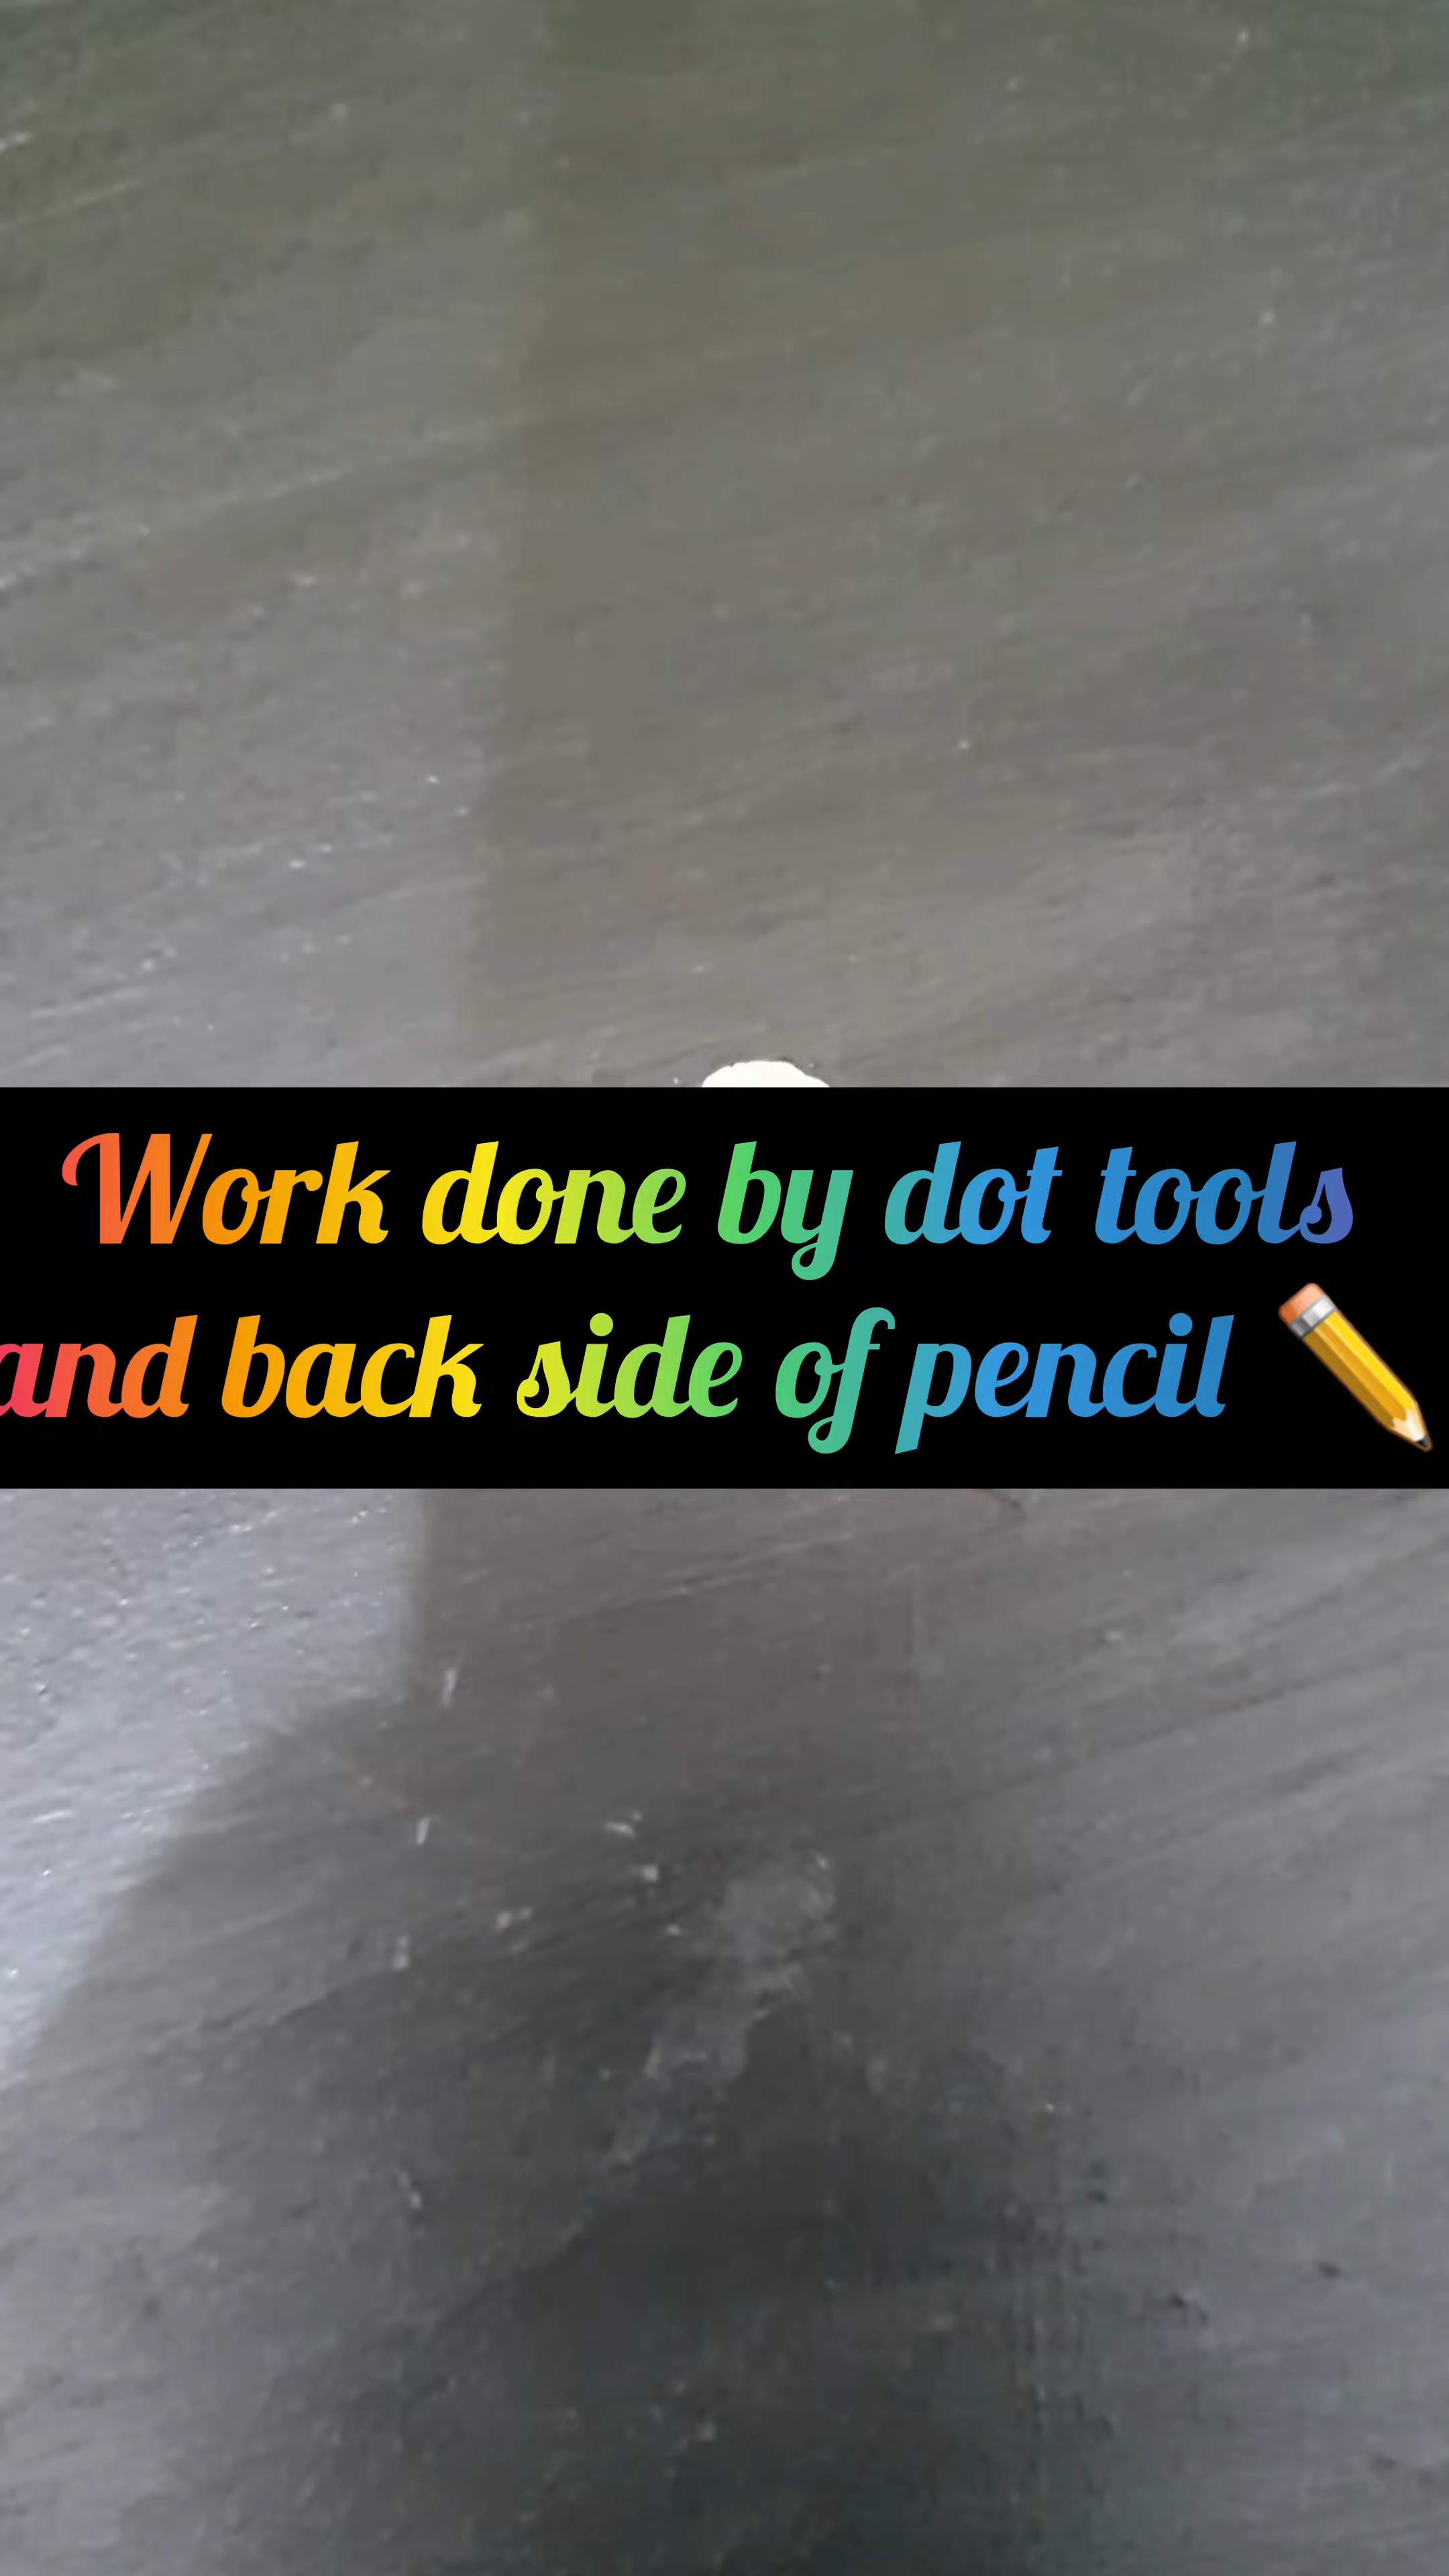 Work done by dot tools
and back side of pencil ✏️